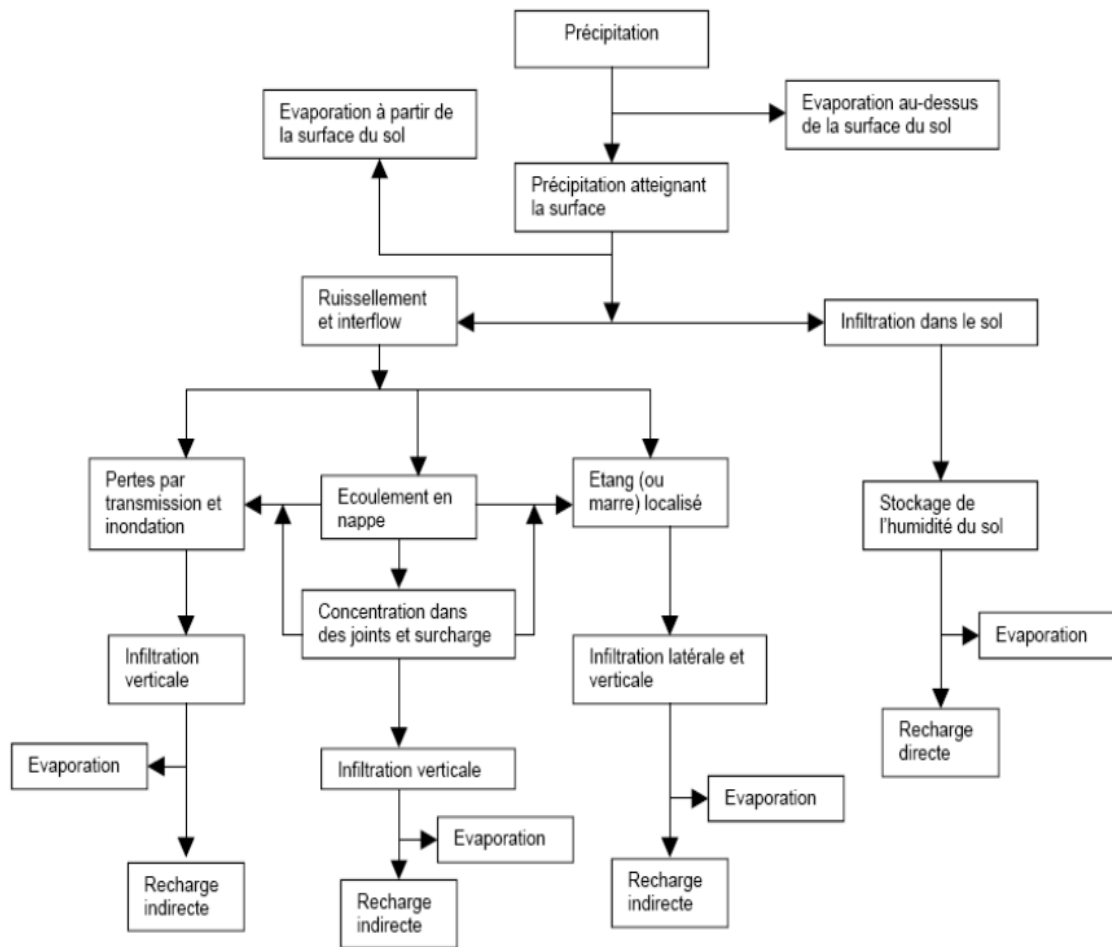 Précipitation
Evaporation à partir de
la surface du sol
Evaporation au-dessus
de la surface du sol
Précipitation atteignant
la surface
Ruissellement
et interflow
Infiltration dans le sol
Pertes par
transmission et
inondation
Ecoulement en
nappe
Etang (ou
marre) localisé
Stockage de
l'humidité du sol
Concentration dans
des joints et surcharge
Evaporation
Infiltration
verticale
Infiltration latérale et
verticale
Recharge
directe
Evaporation
Infiltration verticale
Evaporation
Evaporation
Recharge
indirecte
Recharge
indirecte
Recharge
indirecte